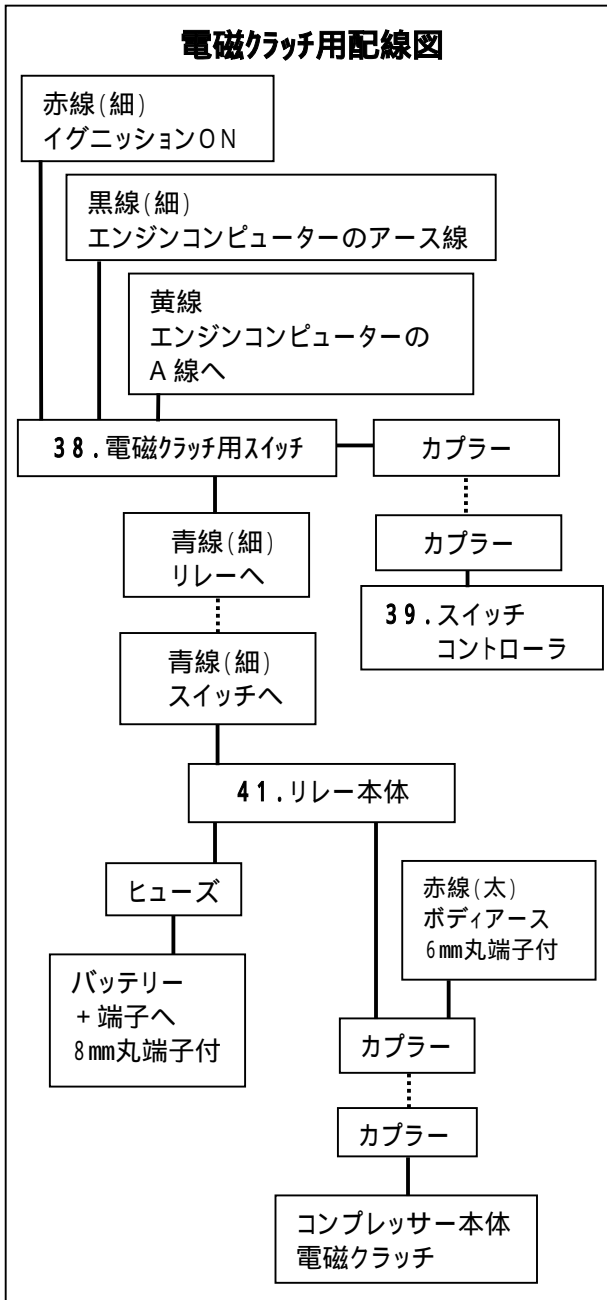 電磁クラッチ用配線図
赤線(細)
イグニッションON
黒線(細)
エンジンコンピューターのアース線
黄線
エンジンコンピューターの
A線へ
38.電磁クラッチ用スイッチ
カプラー
青線(細)
リレーへ
カプラー
39.スイッチ
コントローラ
青線(細)
スイッチへ
41.リレー本体
ヒューズ
赤線(太)
ボディアース
6mm丸端子付
バッテリー
+端子へ
8mm丸端子付
カプラー
カプラー
コンプレッサー本体
電磁クラッチ